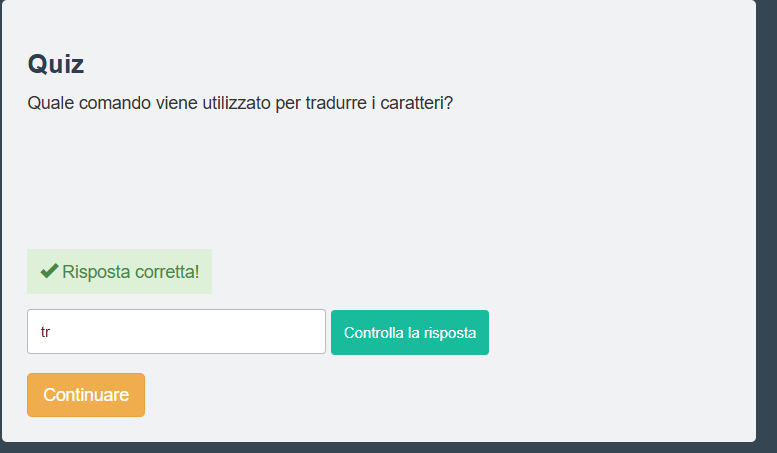 Quiz
Quale comando viene utilizzato per tradurre i caratteri?
Risposta corretta!
tr
Controlla la risposta
Continuare